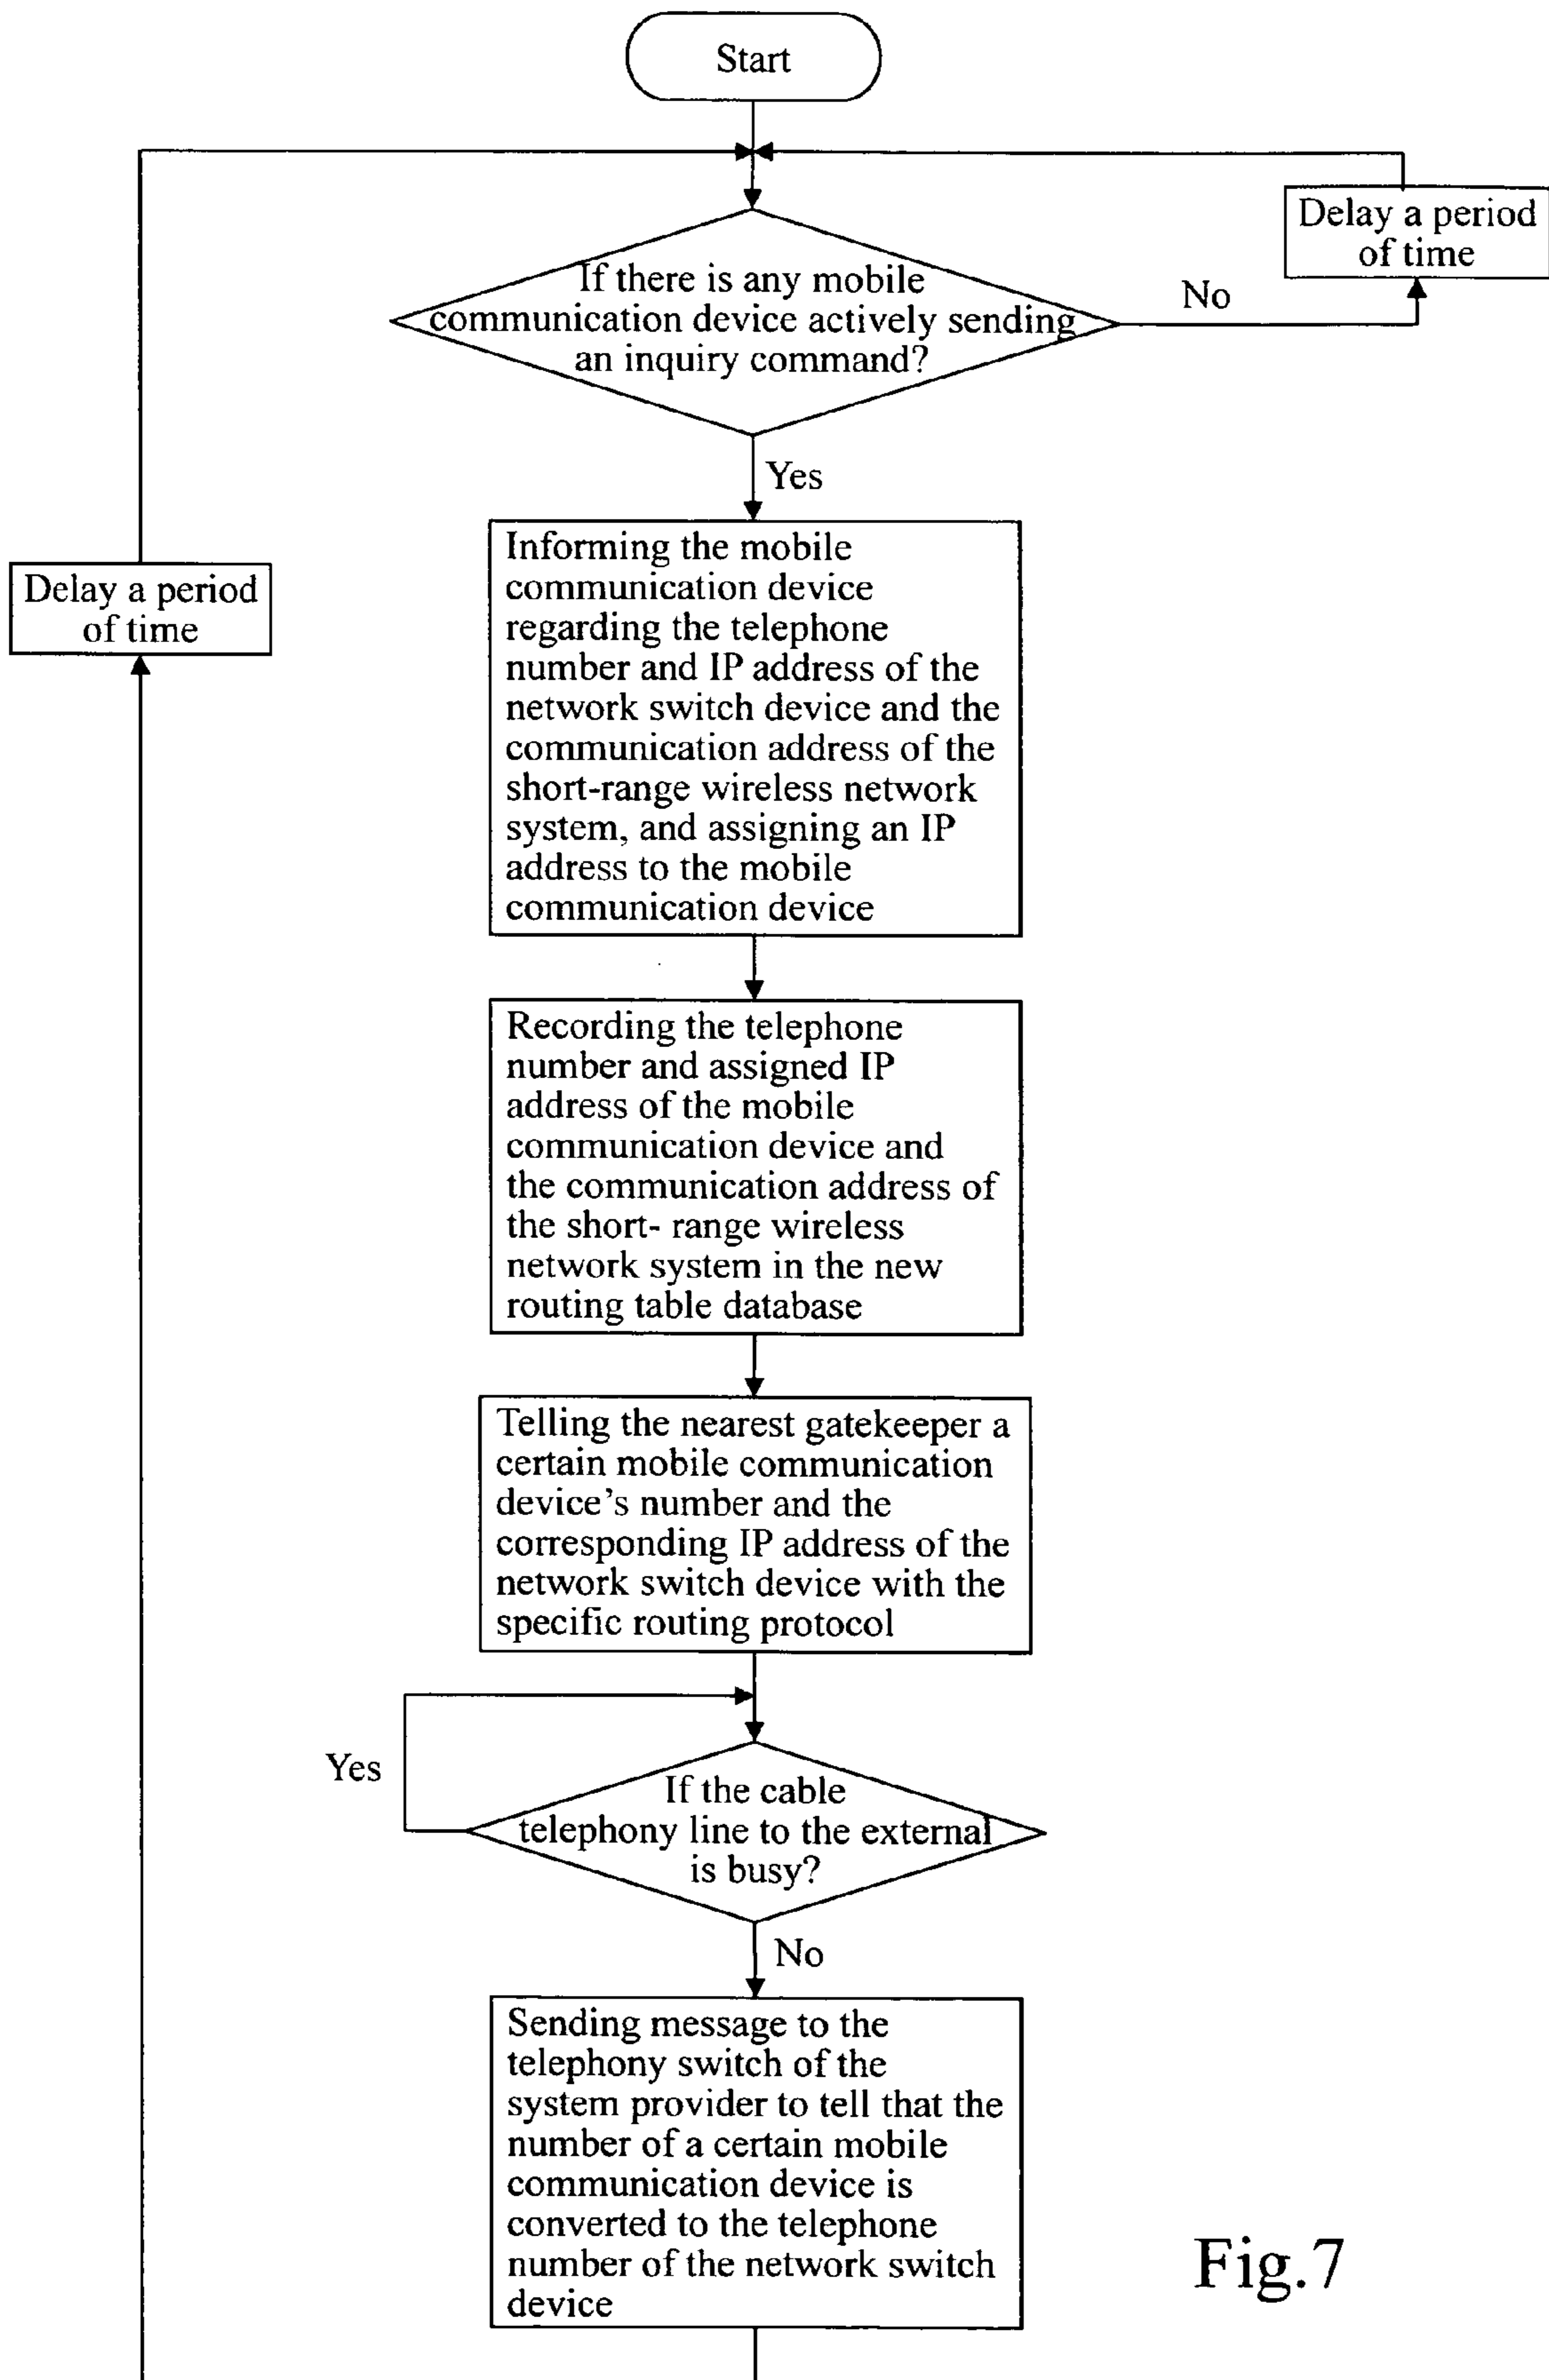 Start
Delay a period
of time
If there is any mobile
communication device actively sending
an inquiry command?
No
Yes
Informing the mobile
communication device
regarding the telephone
number and IP address of the
network switch device and the
communication address of the
short-range wireless network
system, and assigning an IP
address to the mobile
communication device
Delay a period
of time
Recording the telephone
number and assigned IP
address of the mobile
communication device and
the communication address of
the short- range wireless
network system in the new
routing table database
Telling the nearest gatekeeper a
certain mobile communication
device's number and the
corresponding IP address of the
network switch device with the
specific routing protocol
Yes
If the cable
telephony line to the external
is busy?
No
Sending message to the
telephony switch of the
system provider to tell that the
number of a certain mobile
communication device is
converted to the telephone
number of the network switch
device
Fig.7